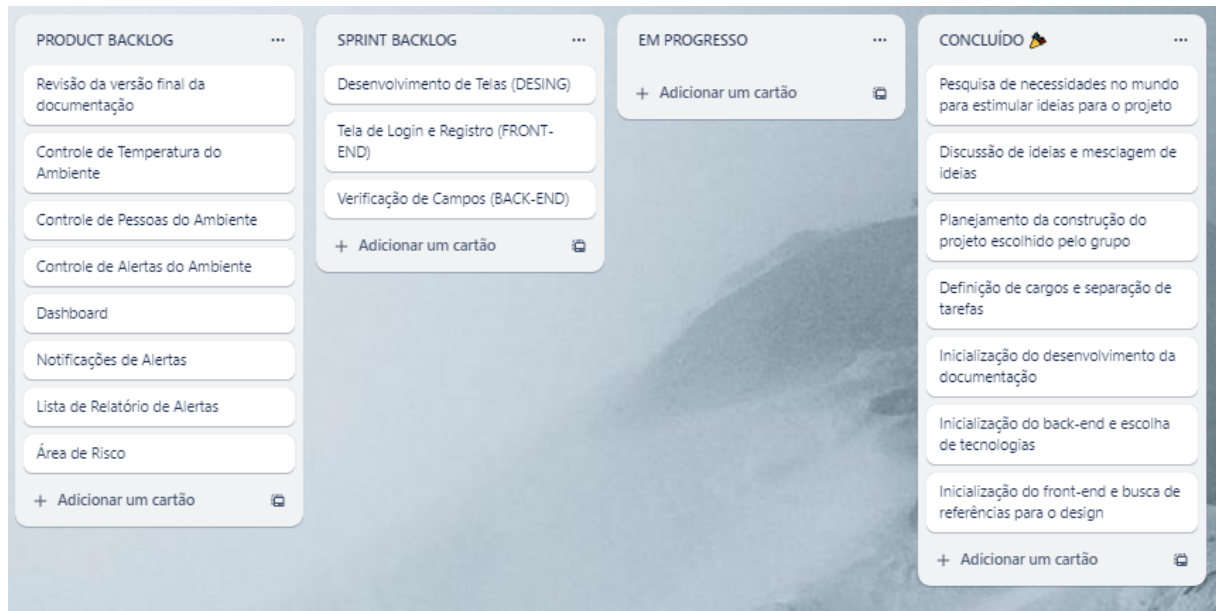 PRODUCT BACKLOG
Revisão da versão final da
documentação
Controle de Temperatura do
Ambiente
Controle de Pessoas do Ambiente
Controle de Alertas do Ambiente
Dashboard
Notificações de Alertas
Lista de Relatório de Alertas
Área de Risco
+ Adicionar um cartão
SPRINT BACKLOG
Desenvolvimento de Telas (DESING)
Tela de Login e Registro (FRONT-
END)
Verificação de Campos (BACK-END)
+ Adicionar um cartão
EM PROGRESSO
+ Adicionar um cartão
CONCLUÍDO 🎉
Pesquisa de necessidades no mundo
para estimular ideias para o projeto
Discussão de ideias e mesclagem de
ideias
Planejamento da construção do
projeto escolhido pelo grupo
Definição de cargos e separação de
tarefas
Inicialização do desenvolvimento da
documentação
Inicialização do back-end e escolha
de tecnologias
Inicialização do front-end e busca de
referências para o design
+ Adicionar um cartão